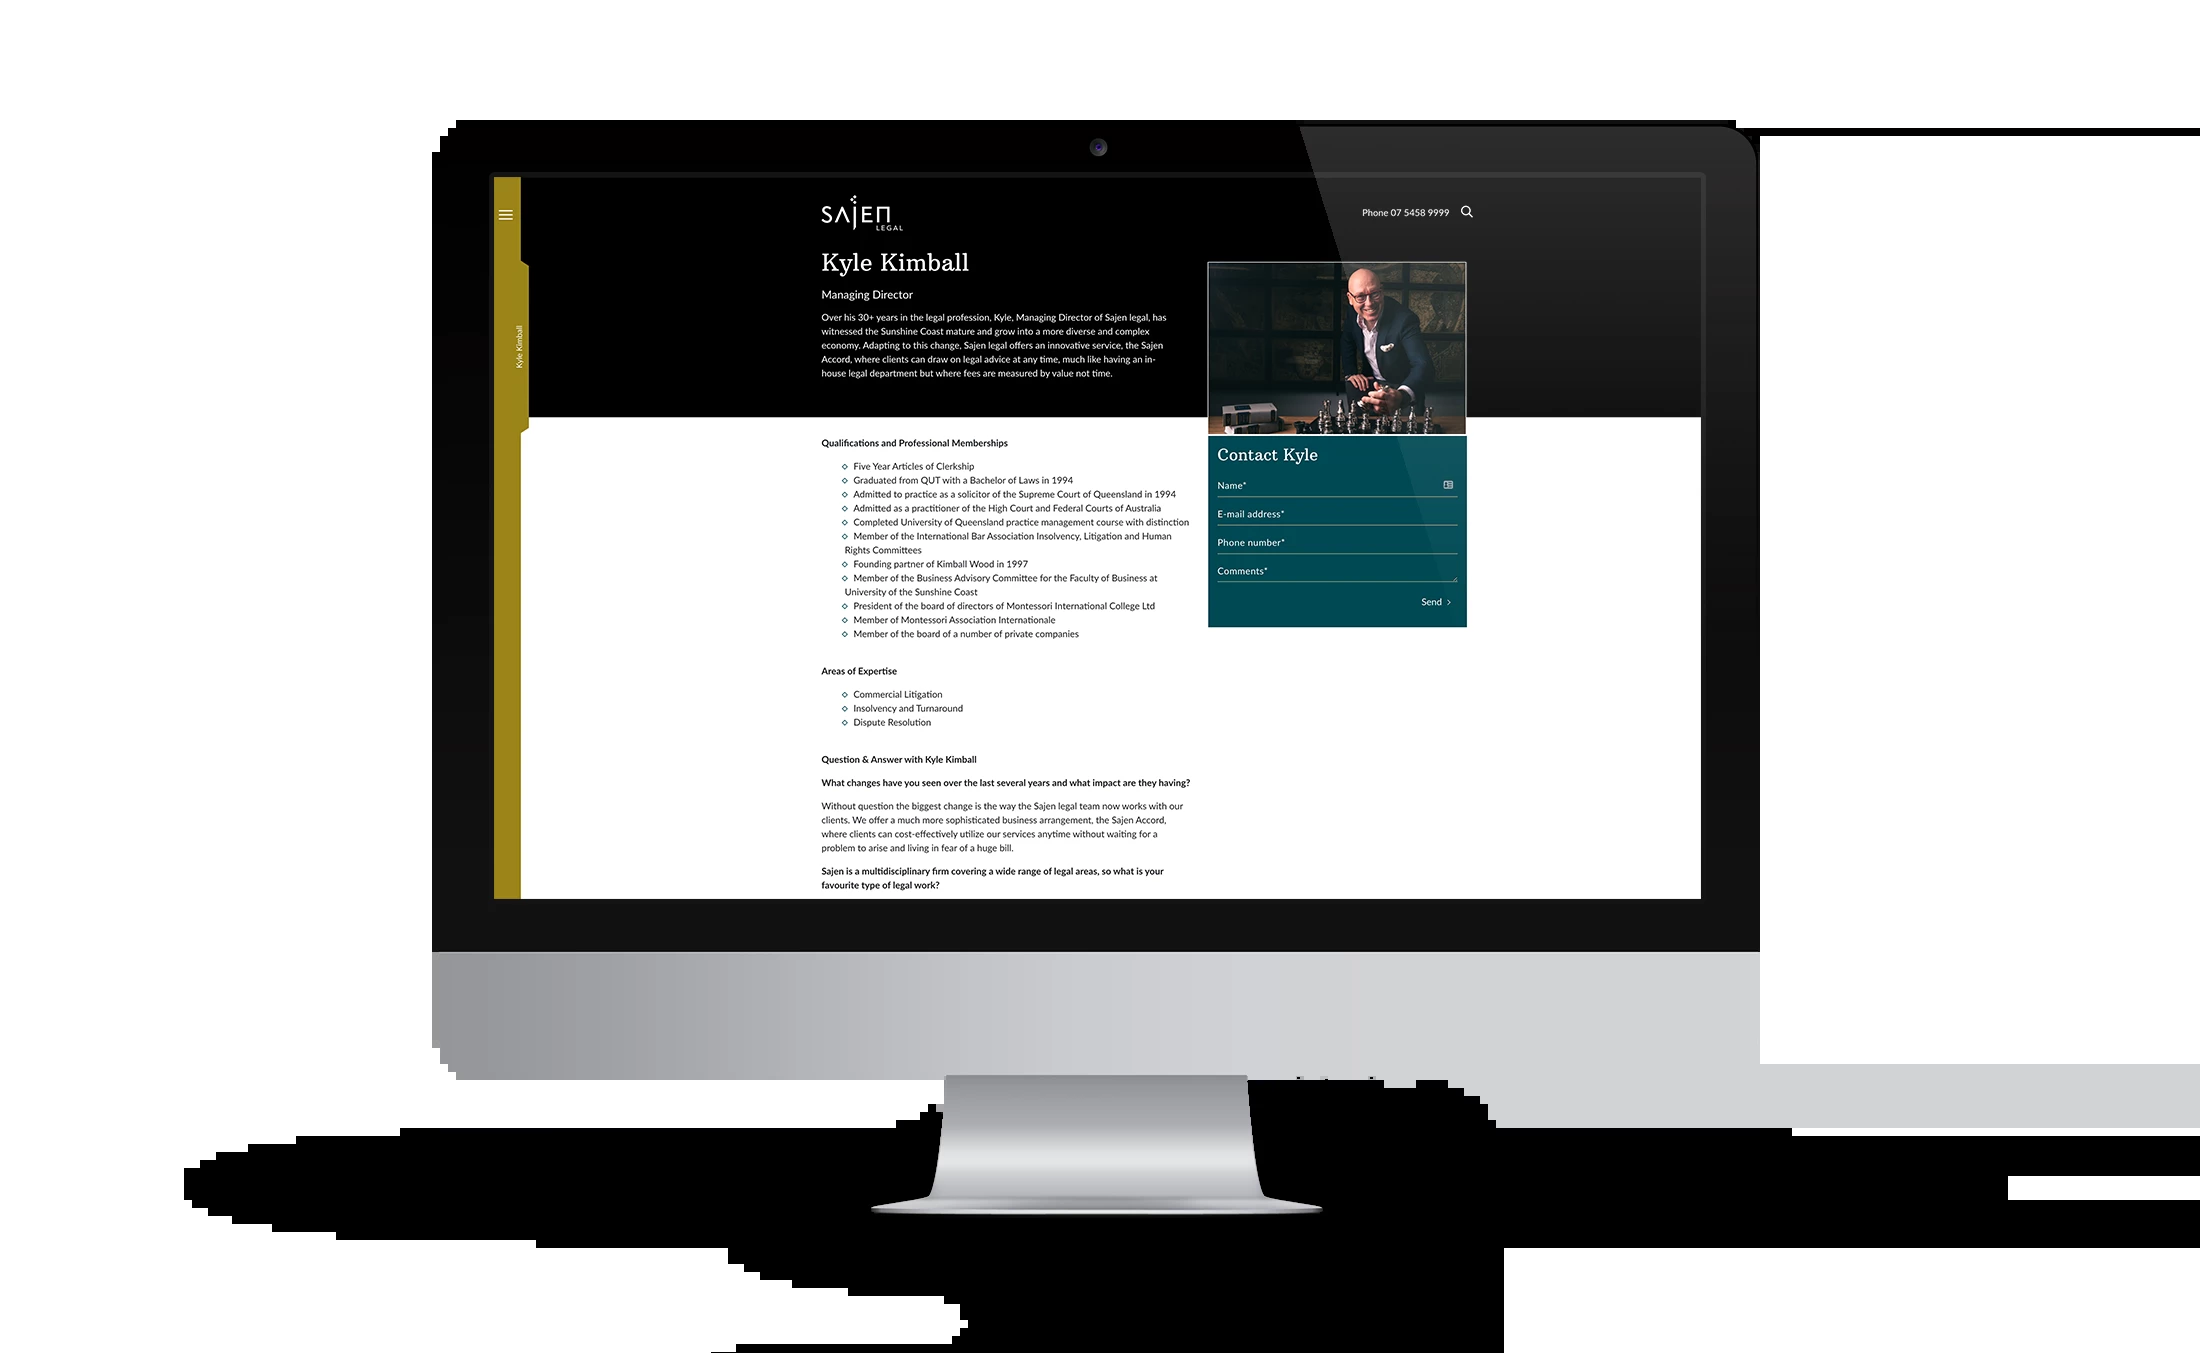 SAJEN
LEGAL
Phone 07 5458 9999
Kyle Kimball
Kyle Kimball
Managing Director
Over his 30+ years in the legal profession, Kyle, Managing Director of Sajen legal, has
witnessed the Sunshine Coast mature and grow into a more diverse and complex
economy. Adapting to this change, Sajen legal offers an innovative service, the Sajen
Accord, where clients can draw on legal advice at any time, much like having an in-
house legal department but where fees are measured by value not time.
Qualifications and Professional Memberships
Five Year Articles of Clerkship
Graduated from QUT with a Bachelor of Laws in 1994
Admitted to practice as a solicitor of the Supreme Court of Queensland in 1994
Admitted as a practitioner of the High Court and Federal Courts of Australia
Completed University of Queensland practice management course with distinction
Member of the International Bar Association Insolvency, Litigation and Human
Rights Committees
Founding partner of Kimball Wood in 1997
Member of the Business Advisory Committee for the Faculty of Business at
University of the Sunshine Coast
President of the board of directors of Montessori International College Ltd
Member of Montessori Association Internationale
Member of the board of a number of private companies
Areas of Expertise
Commercial Litigation
Insolvency and Turnaround
Dispute Resolution
Question & Answer with Kyle Kimball
What changes have you seen over the last several years and what impact are they having?
Without question the biggest change is the way the Sajen legal team now works with our
clients. We offer a much more sophisticated business arrangement, the Sajen Accord,
where clients can cost-effectively utilize our services anytime without waiting for a
problem to arise and living in fear of a huge bill.
Sajen is a multidisciplinary firm covering a wide range of legal areas, so what is your
favourite type of legal work?
Contact Kyle
Name*
E-mail address*
Phone number*
Comments*
Send >